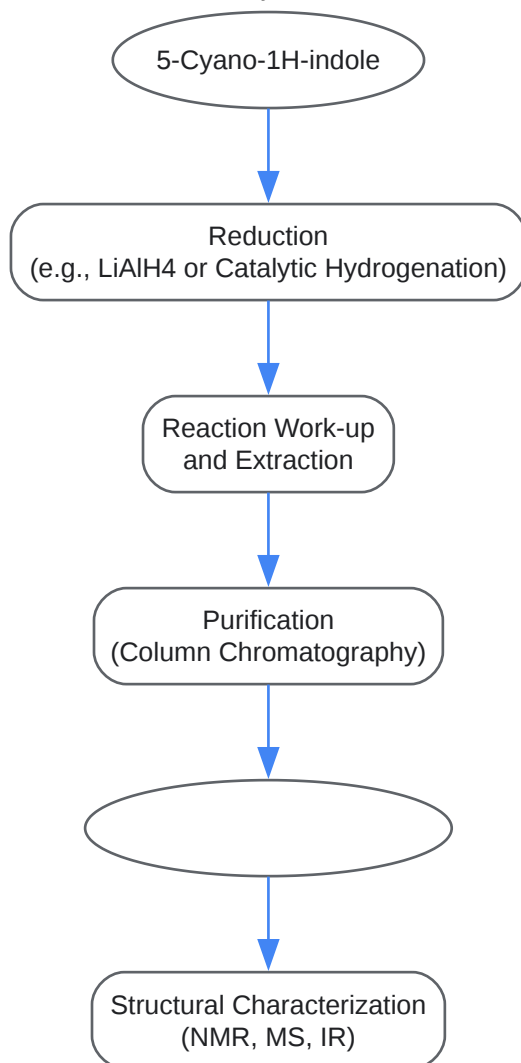 5-Cyano-1H-indole
Reduction
(e.g., LiAlH4 or Catalytic Hydrogenation)
Reaction Work-up
and Extraction
Purification
(Column Chromatography)
Structural Characterization
(NMR, MS, IR)